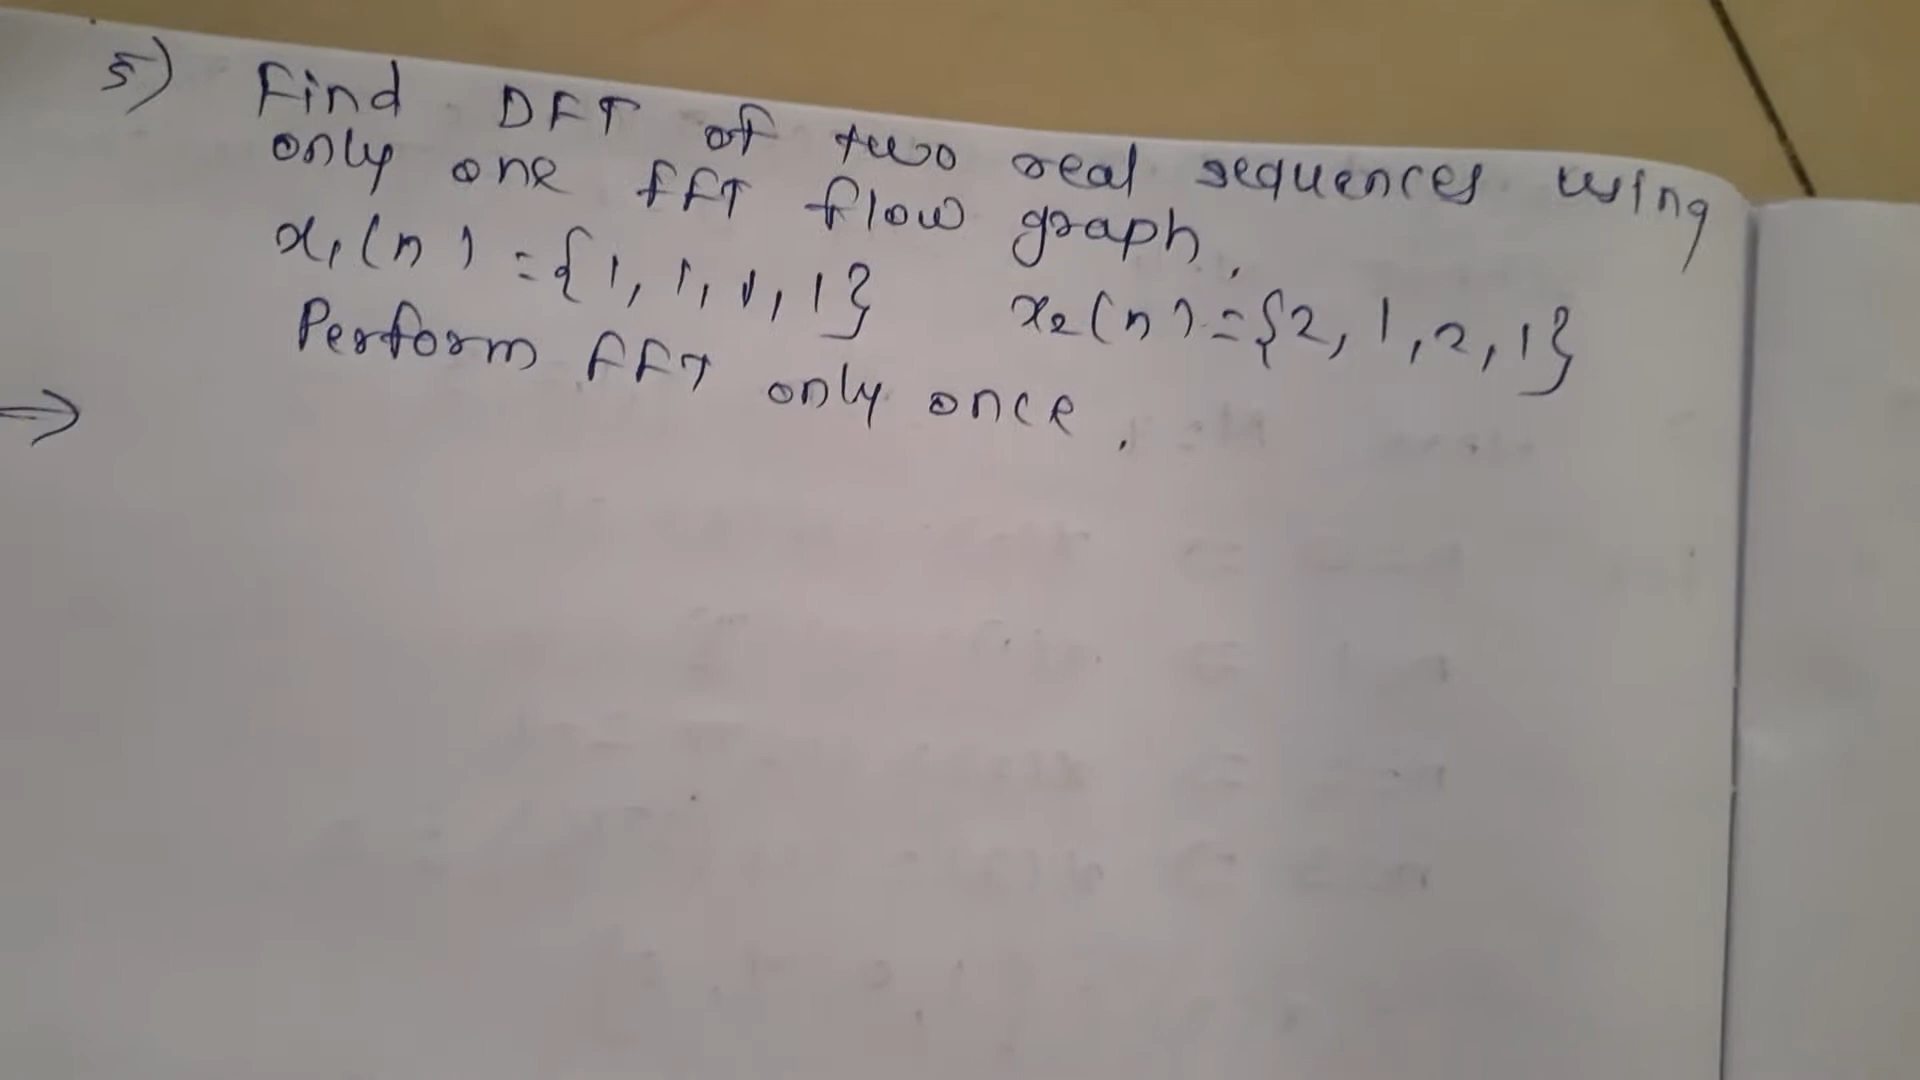 5) Find DFT of two real sequences using
only one FFT flow graph.
x₁(n) = {1, 1, 1, 1} x₂(n) = {2, 1, 2, 1}
Perform FFT only once.
⇒